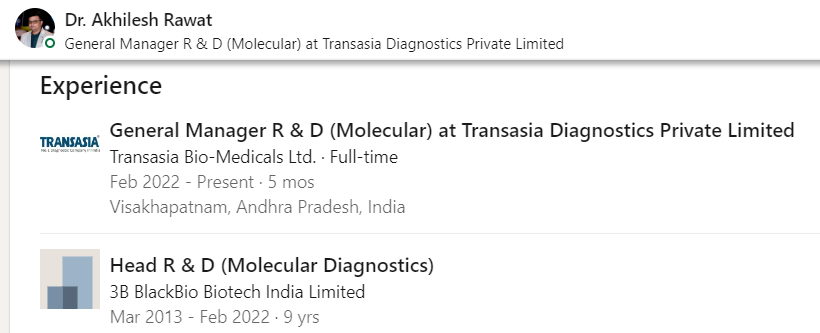 Dr. Akhilesh Rawat
General Manager R & D (Molecular) at Transasia Diagnostics Private Limited
Experience
TRANSASIA
General Manager R & D (Molecular) at Transasia Diagnostics Private Limited
Transasia Bio-Medicals Ltd. · Full-time
Feb 2022 - Present · 5 mos
Visakhapatnam, Andhra Pradesh, India
Head R & D (Molecular Diagnostics)
3B BlackBio Biotech India Limited
Mar 2013 - Feb 2022 · 9 yrs